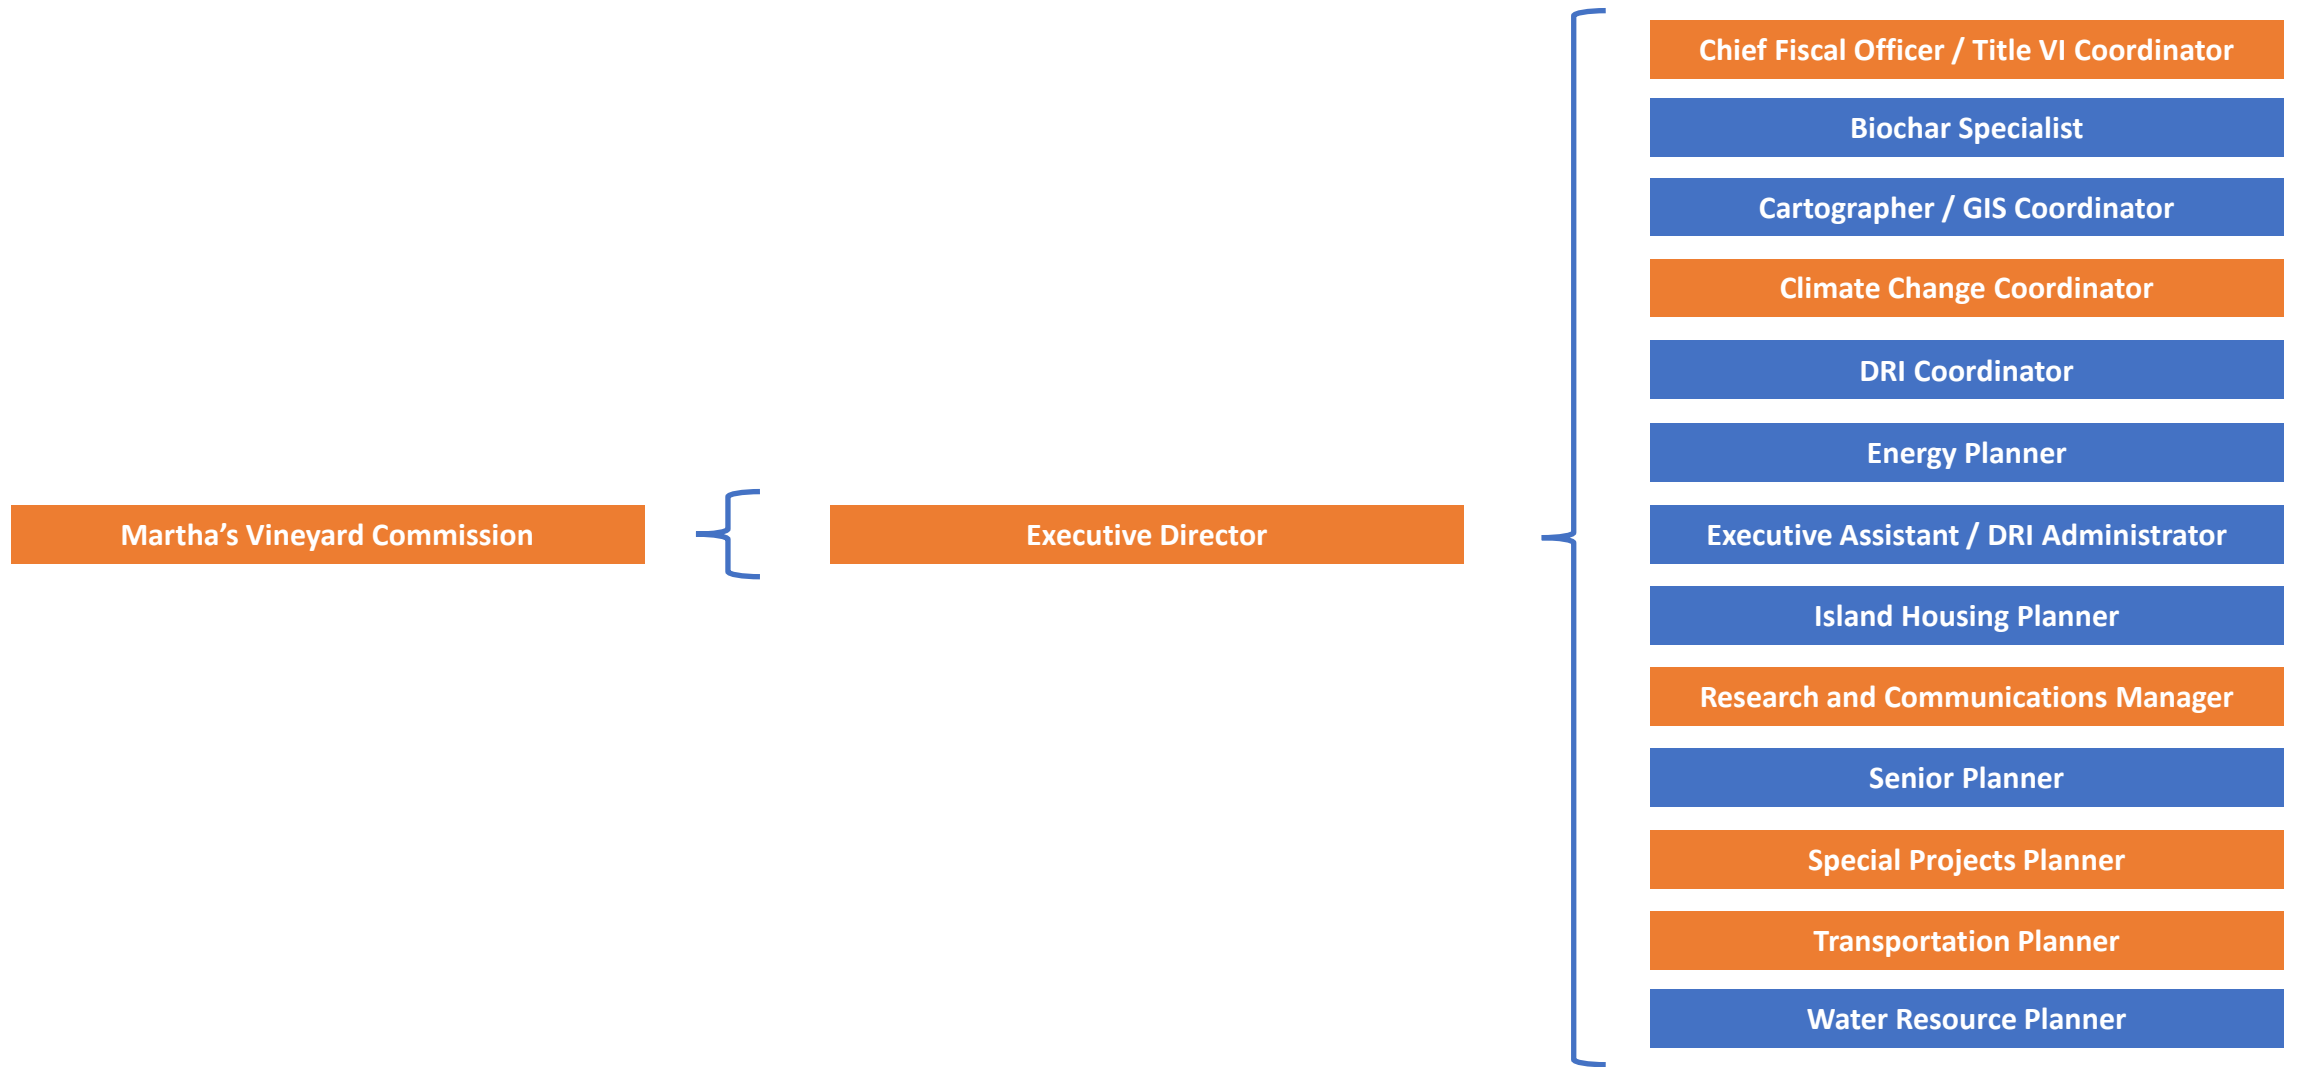 Martha’s Vineyard Commission
Executive Director
Chief Fiscal Officer / Title VI Coordinator
Biochar Specialist
Cartographer / GIS Coordinator
Climate Change Coordinator
DRI Coordinator
Energy Planner
Executive Assistant / DRI Administrator
Island Housing Planner
Research and Communications Manager
Senior Planner
Special Projects Planner
Transportation Planner
Water Resource Planner